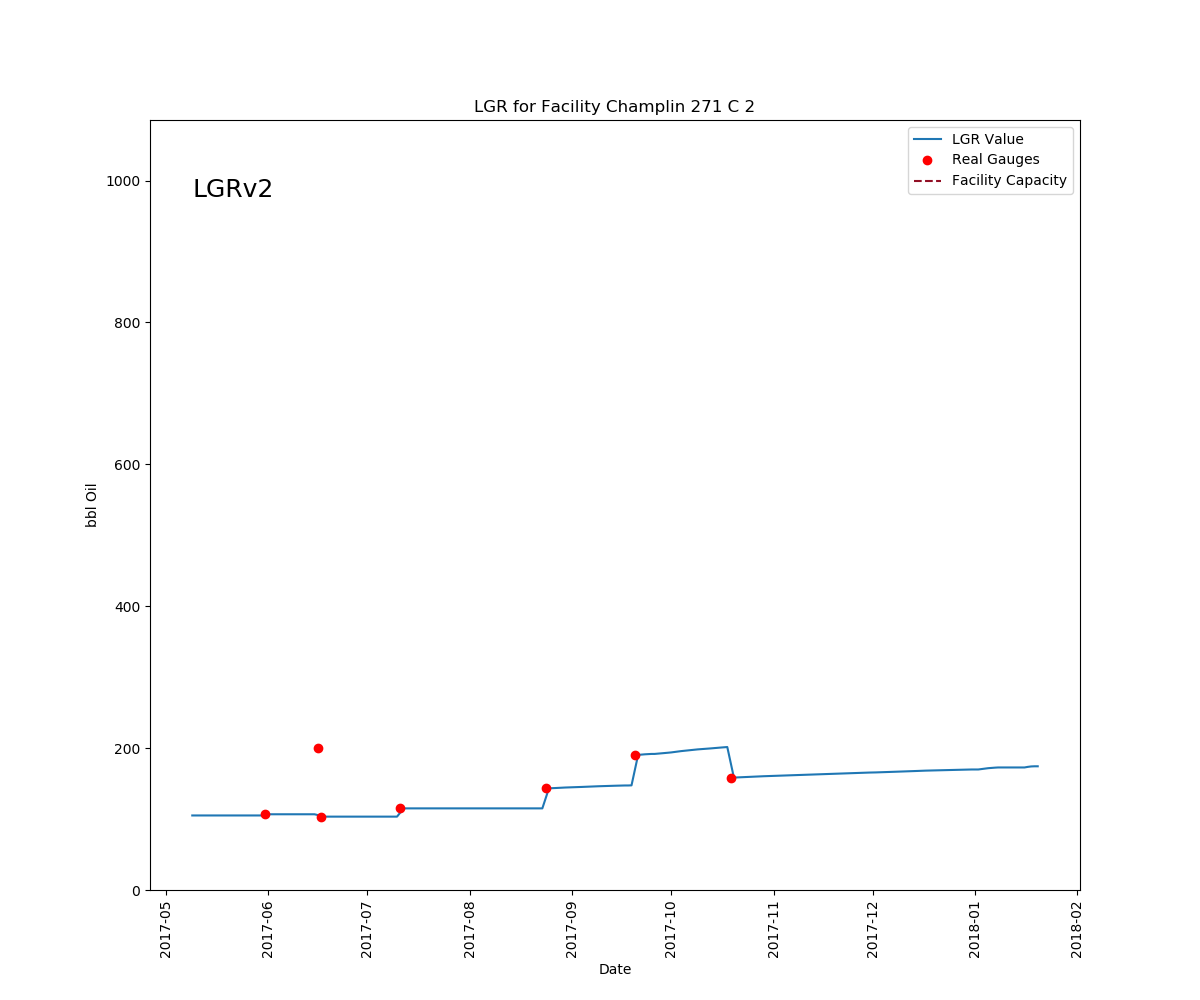 LGR for Facility Champlin 271 C 2
LGR Value
Real Gauges
Facility Capacity
LGRv2
1000
800
600
400
200
0
bbl Oil
2017-05
2017-06
2017-07
2017-08
2017-09
2017-10
2017-11
2017-12
2018-01
2018-02
Date